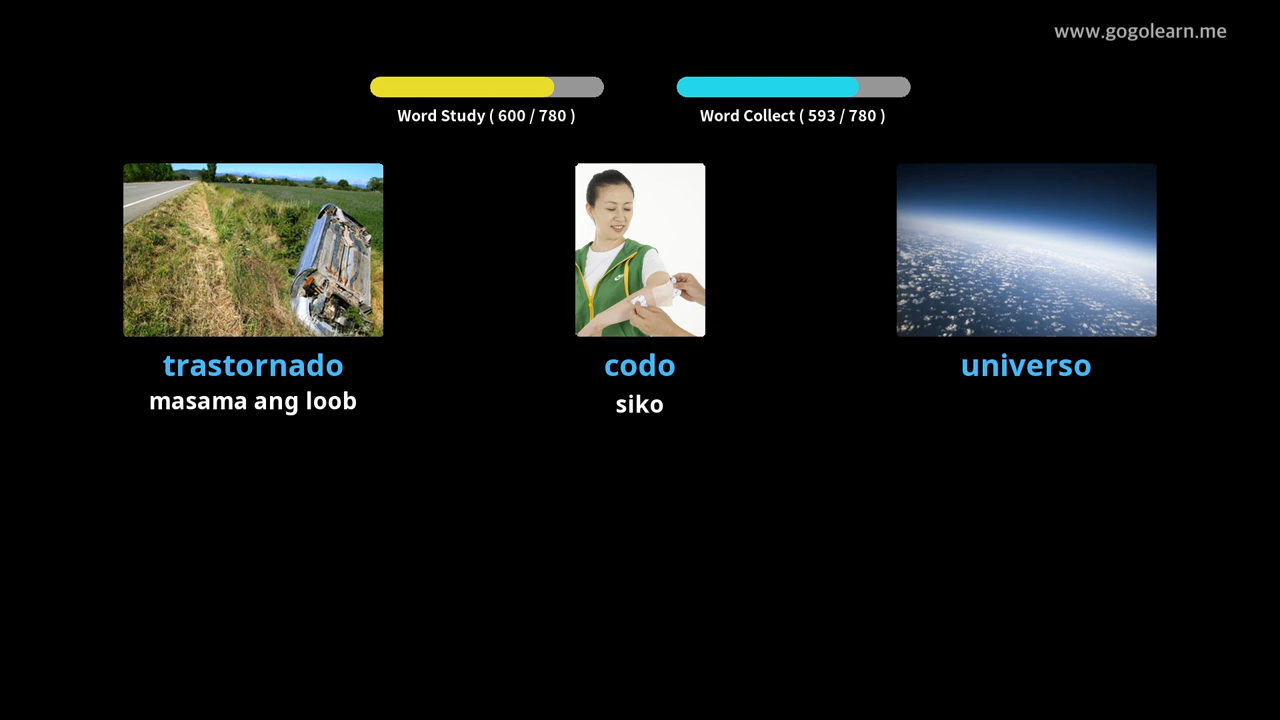 www.gogolearn.me
Word Study ( 600 / 780 )
Word Collect ( 593 / 780 )
trastornado
masama ang loob
codo
siko
universo